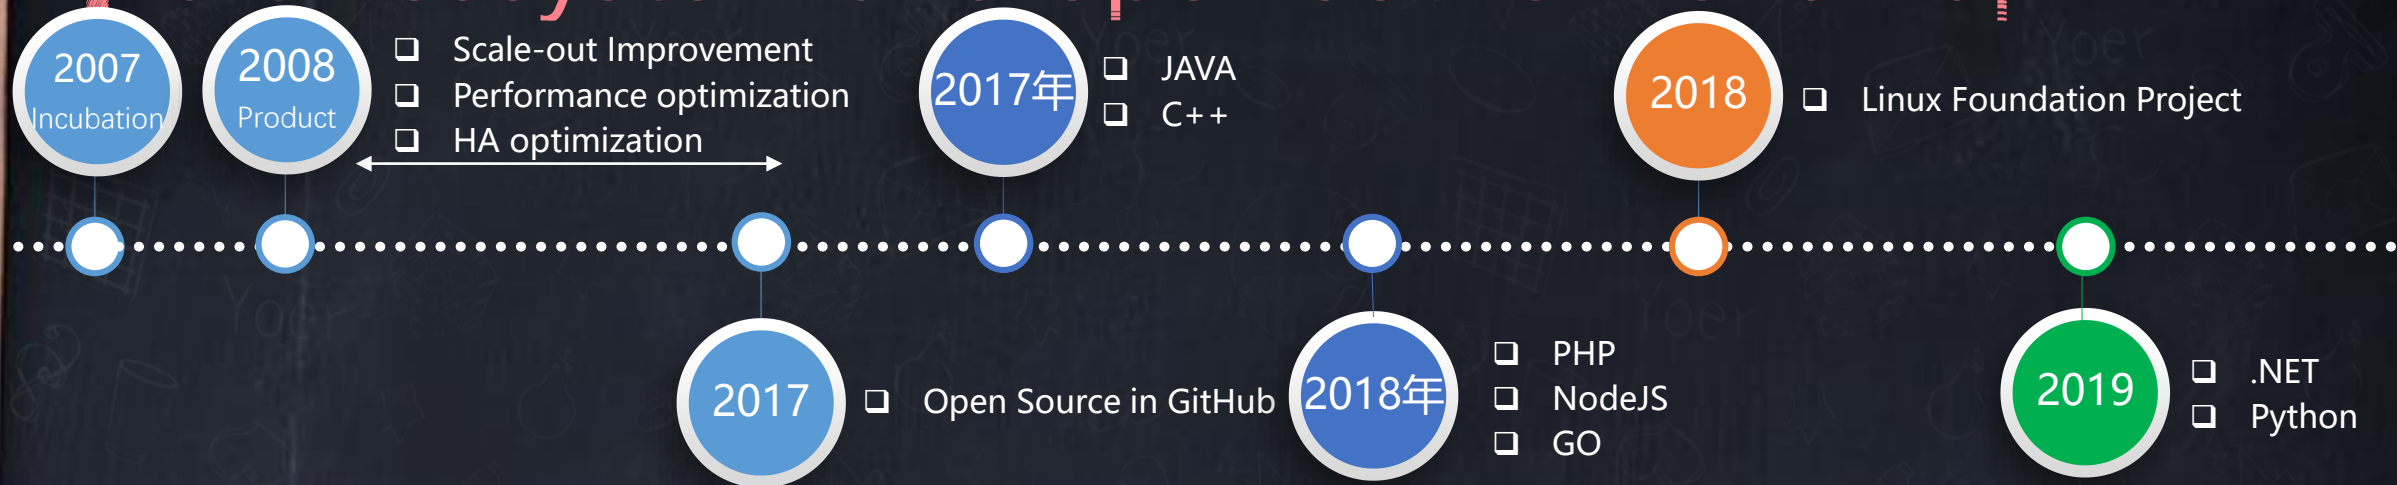 2007
Incubation
2008
Product
❑ Scale-out Improvement
❑ Performance optimization
❑ HA optimization
2017年
❑ JAVA
❑ C++
2018
❑ Linux Foundation Project
2017
❑ Open Source in GitHub
2018年
❑ PHP
❑ NodeJS
❑ GO
2019
❑ .NET
❑ Python